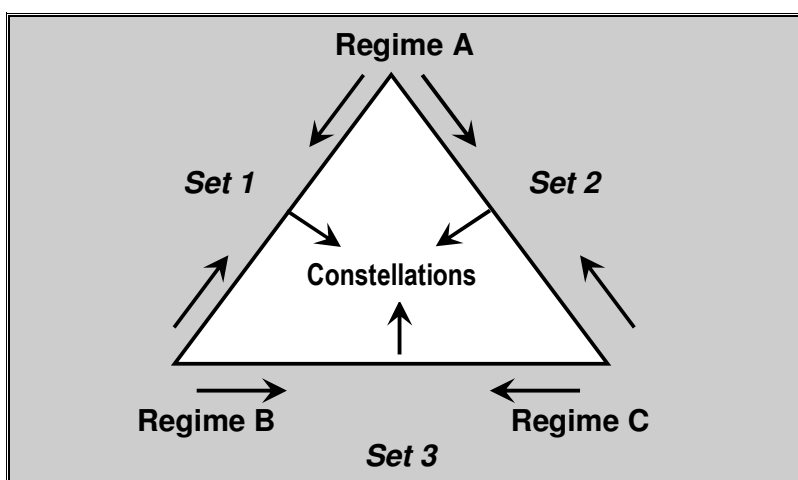 Regime A
Set 1
Set 2
Constellations
Regime B
Regime C
Set 3